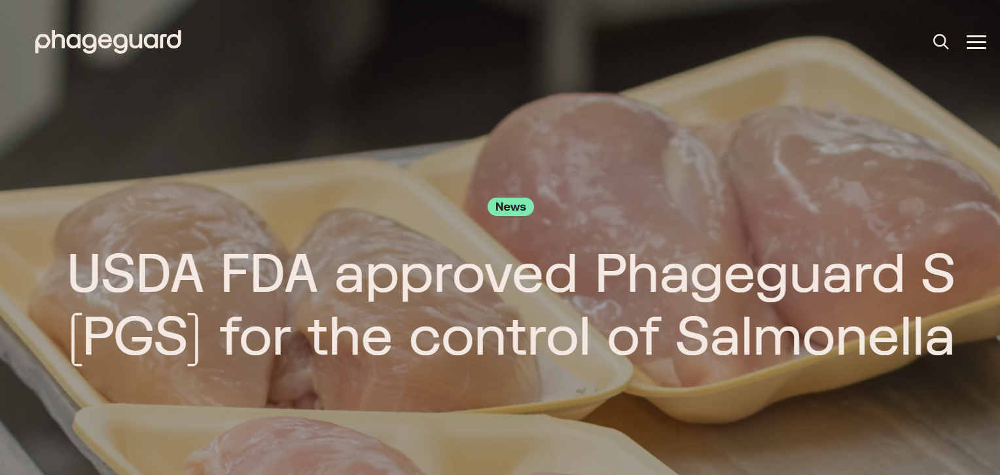 phageguard
News
USDA FDA approved Phageguard S
[PGS] for the control of Salmonella